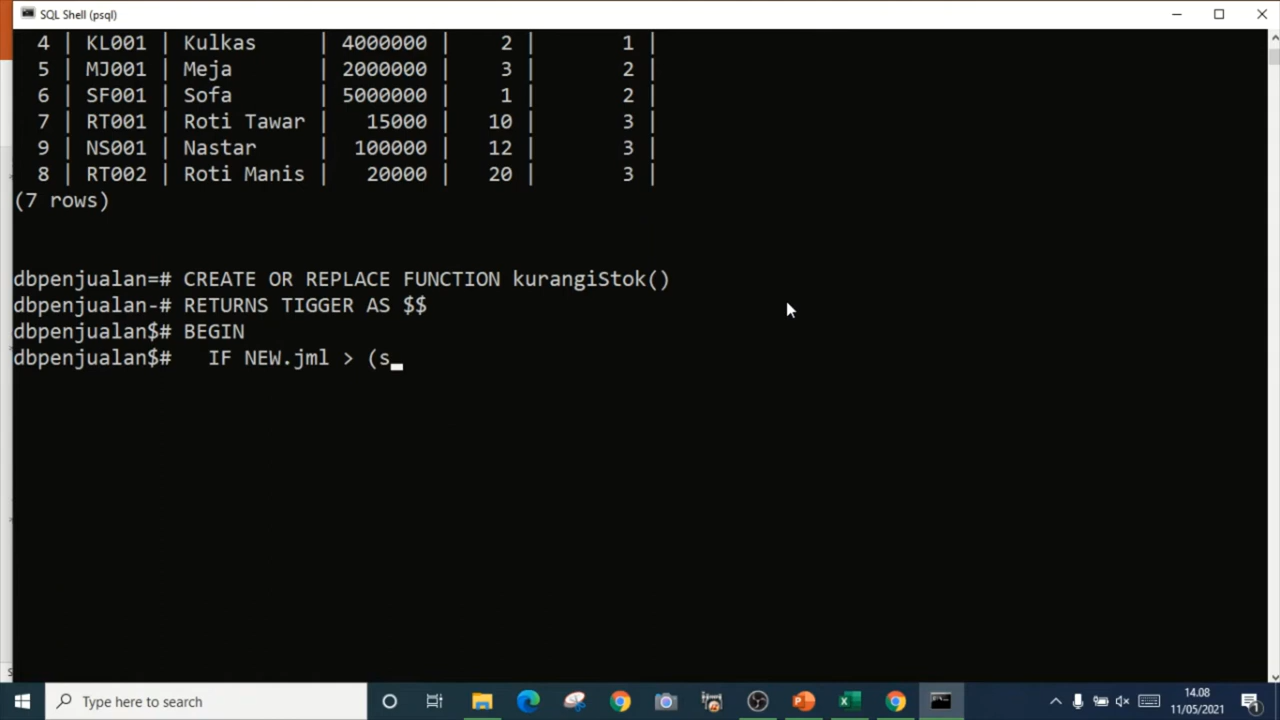 SQL Shell (psql)
4 | KL001 | Kulkas | 4000000 | 2 | 1 |
5 | MJ001 | Meja | 2000000 | 3 | 2 |
6 | SF001 | Sofa | 5000000 | 1 | 2 |
7 | RT001 | Roti Tawar | 15000 | 10 | 3 |
9 | NS001 | Nastar | 100000 | 12 | 3 |
8 | RT002 | Roti Manis | 20000 | 20 | 3 |
(7 rows)
dbpenjualan=# CREATE OR REPLACE FUNCTION kurangiStok()
dbpenjualan-# RETURNS TIGGER AS $$
dbpenjualan$# BEGIN
dbpenjualan$# IF NEW.jml > (s_
Type here to search
14.08
11/05/2021
1